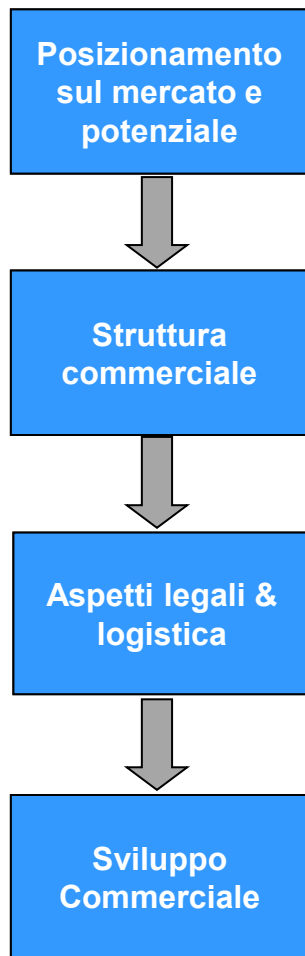 Posizionamento
sul mercato e
potenziale
Struttura
commerciale
Aspetti legali &
logistica
Sviluppo
Commerciale